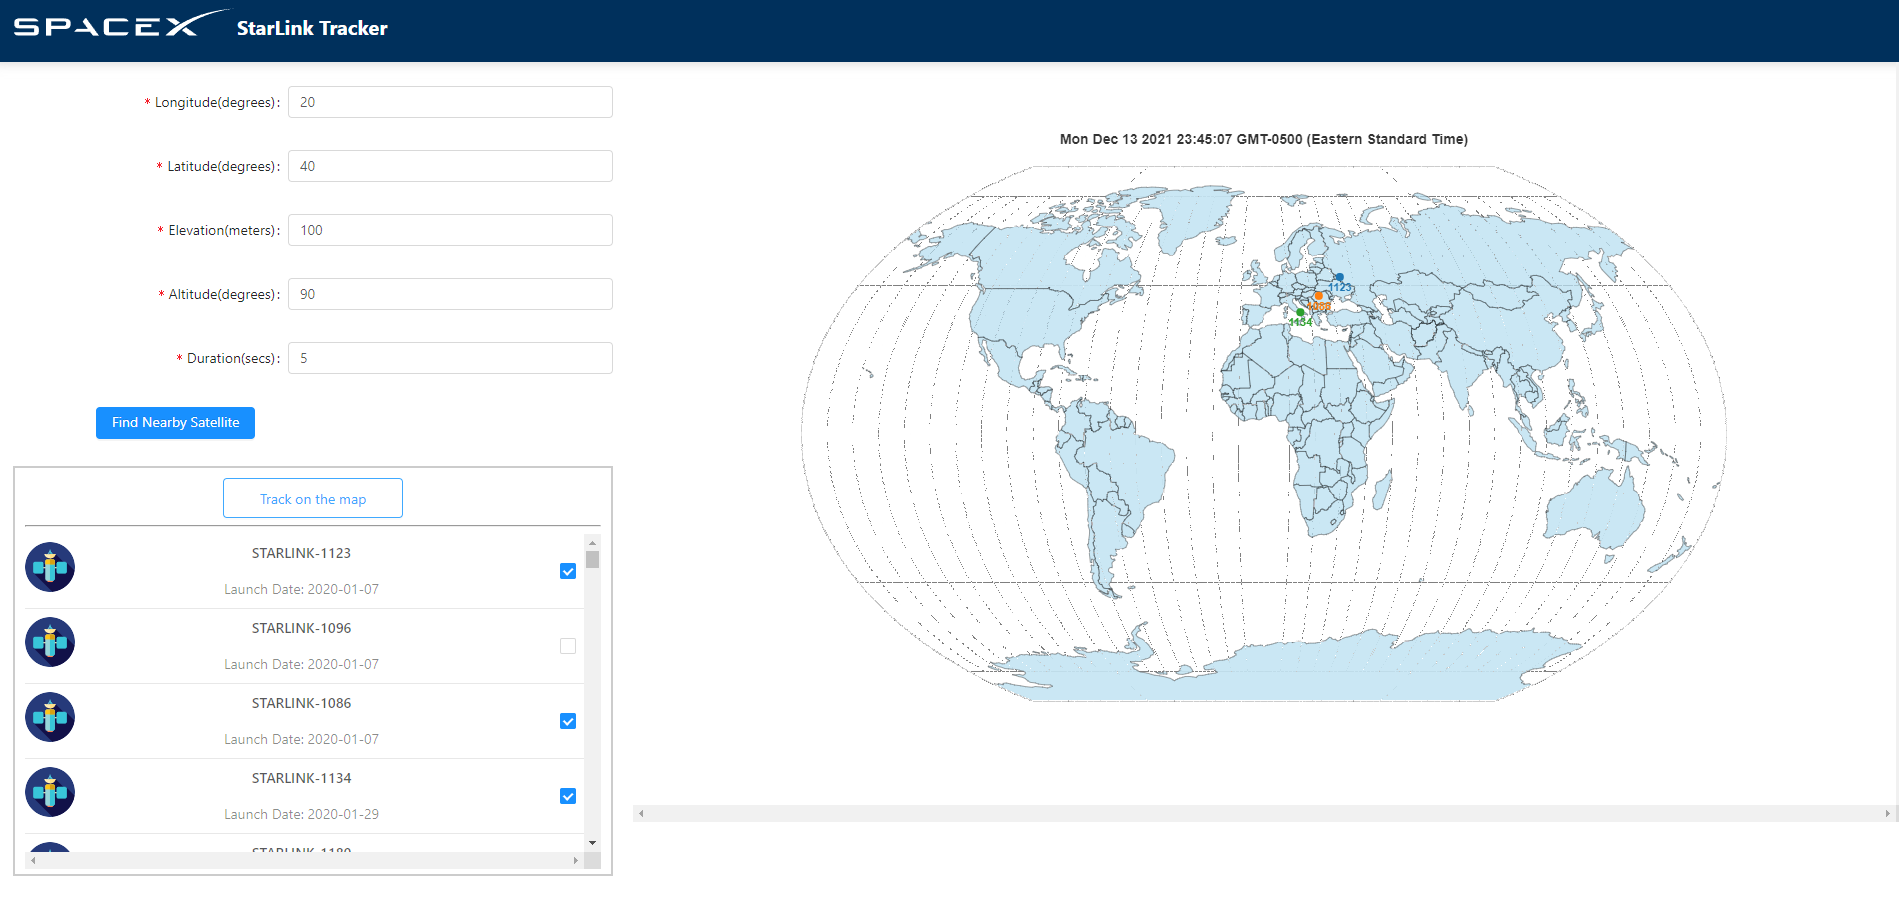 SPACEX StarLink Tracker
* Longitude(degrees): 20
* Latitude(degrees): 40
* Elevation(meters): 100
* Altitude(degrees): 90
* Duration(secs): 5
Find Nearby Satellite
Track on the map
STARLINK-1123
Launch Date: 2020-01-07
STARLINK-1096
Launch Date: 2020-01-07
STARLINK-1086
Launch Date: 2020-01-07
STARLINK-1134
Launch Date: 2020-01-29
STARLINK-1180
Mon Dec 13 2021 23:45:07 GMT-0500 (Eastern Standard Time)
1123
1086
1134